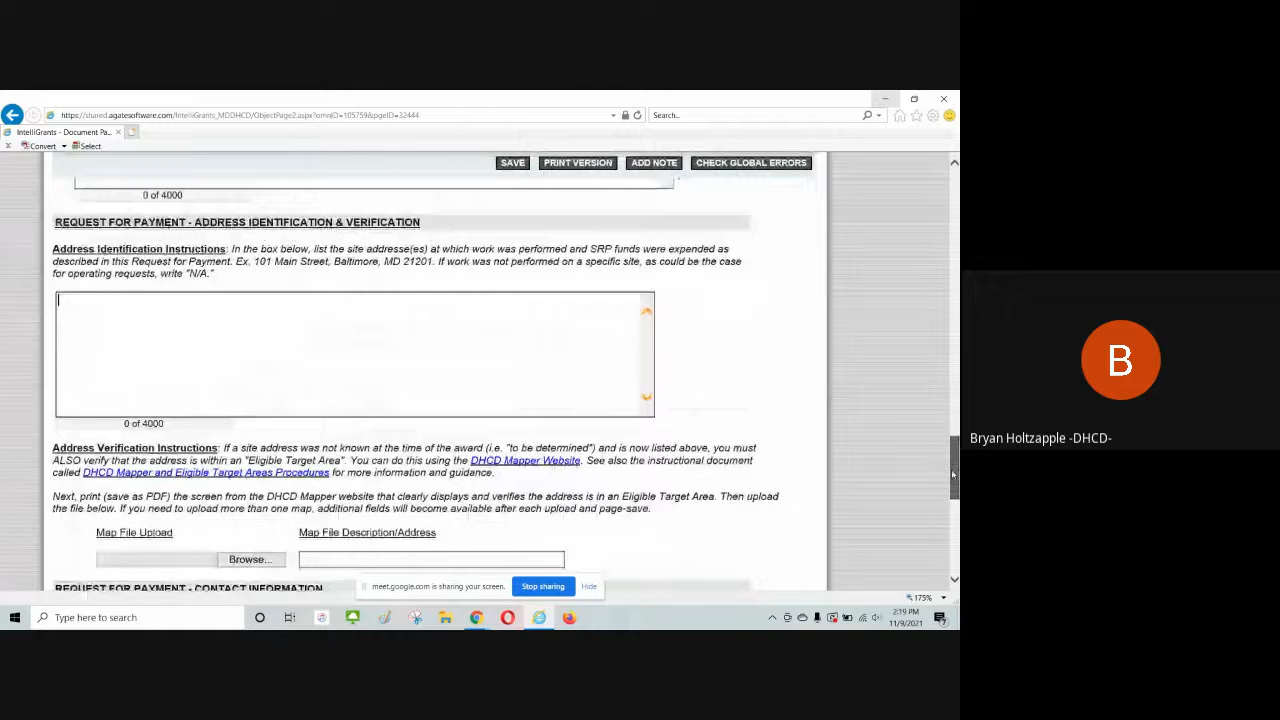 https://shared.agatesoftware.com/IntelliGrants_MDDHCD/ObjectPage2.aspx?omnID=105759&pgeID=32444
Search...
IntelliGrants - Document Pa...
Convert
Select
SAVE
PRINT VERSION
ADD NOTE
CHECK GLOBAL ERRORS
0 of 4000
REQUEST FOR PAYMENT - ADDRESS IDENTIFICATION & VERIFICATION
Address Identification Instructions: In the box below, list the site addresse(es) at which work was performed and SRP funds were expended as
described in this Request for Payment. Ex. 101 Main Street, Baltimore, MD 21201. If work was not performed on a specific site, as could be the case
for operating requests, write "N/A."
0 of 4000
Address Verification Instructions: If a site address was not known at the time of the award (i.e. "to be determined") and is now listed above, you must
ALSO verify that the address is within an "Eligible Target Area". You can do this using the DHCD Mapper Website. See also the instructional document
called DHCD Mapper and Eligible Target Areas Procedures for more information and guidance.
Next, print (save as PDF) the screen from the DHCD Mapper website that clearly displays and verifies the address is in an Eligible Target Area. Then upload
the file below. If you need to upload more than one map, additional fields will become available after each upload and page-save.
Map File Upload
Map File Description/Address
Browse...
REQUEST FOR PAYMENT - CONTACT INFORMATION
meet.google.com is sharing your screen.
Stop sharing
Hide
175%
Type here to search
2:19 PM
11/9/2021
B
Bryan Holtzapple -DHCD-